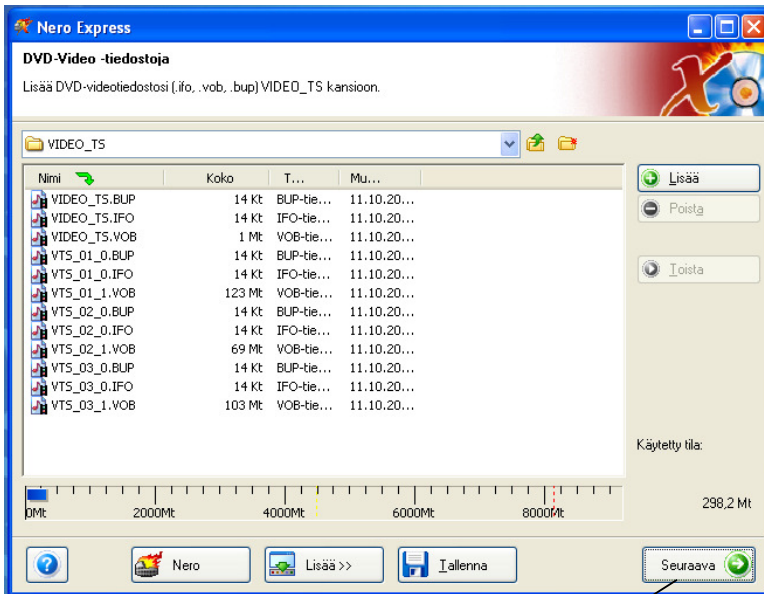 Nero Express
DVD-Video -tiedostoja
Lisää DVD-videotiedostosi (.ifo, .vob, .bup) VIDEO_TS kansioon.
VIDEO_TS
Nimi Koko T... Mu...
VIDEO_TS.BUP 14 Kt BUP-tie... 11.10.20...
VIDEO_TS.IFO 14 Kt IFO-tie... 11.10.20...
VIDEO_TS.VOB 1 Mt VOB-tie... 11.10.20...
VTS_01_0.BUP 14 Kt BUP-tie... 11.10.20...
VTS_01_0.IFO 14 Kt IFO-tie... 11.10.20...
VTS_01_1.VOB 123 Mt VOB-tie... 11.10.20...
VTS_02_0.BUP 14 Kt BUP-tie... 11.10.20...
VTS_02_0.IFO 14 Kt IFO-tie... 11.10.20...
VTS_02_1.VOB 69 Mt VOB-tie... 11.10.20...
VTS_03_0.BUP 14 Kt BUP-tie... 11.10.20...
VTS_03_0.IFO 14 Kt IFO-tie... 11.10.20...
VTS_03_1.VOB 103 Mt VOB-tie... 11.10.20...
Lisää
Poista
Toista
Käytetty tila:
0Mt 2000Mt 4000Mt 6000Mt 8000Mt
298,2 Mt
Nero
Lisää >>
Tallenna
Seuraava